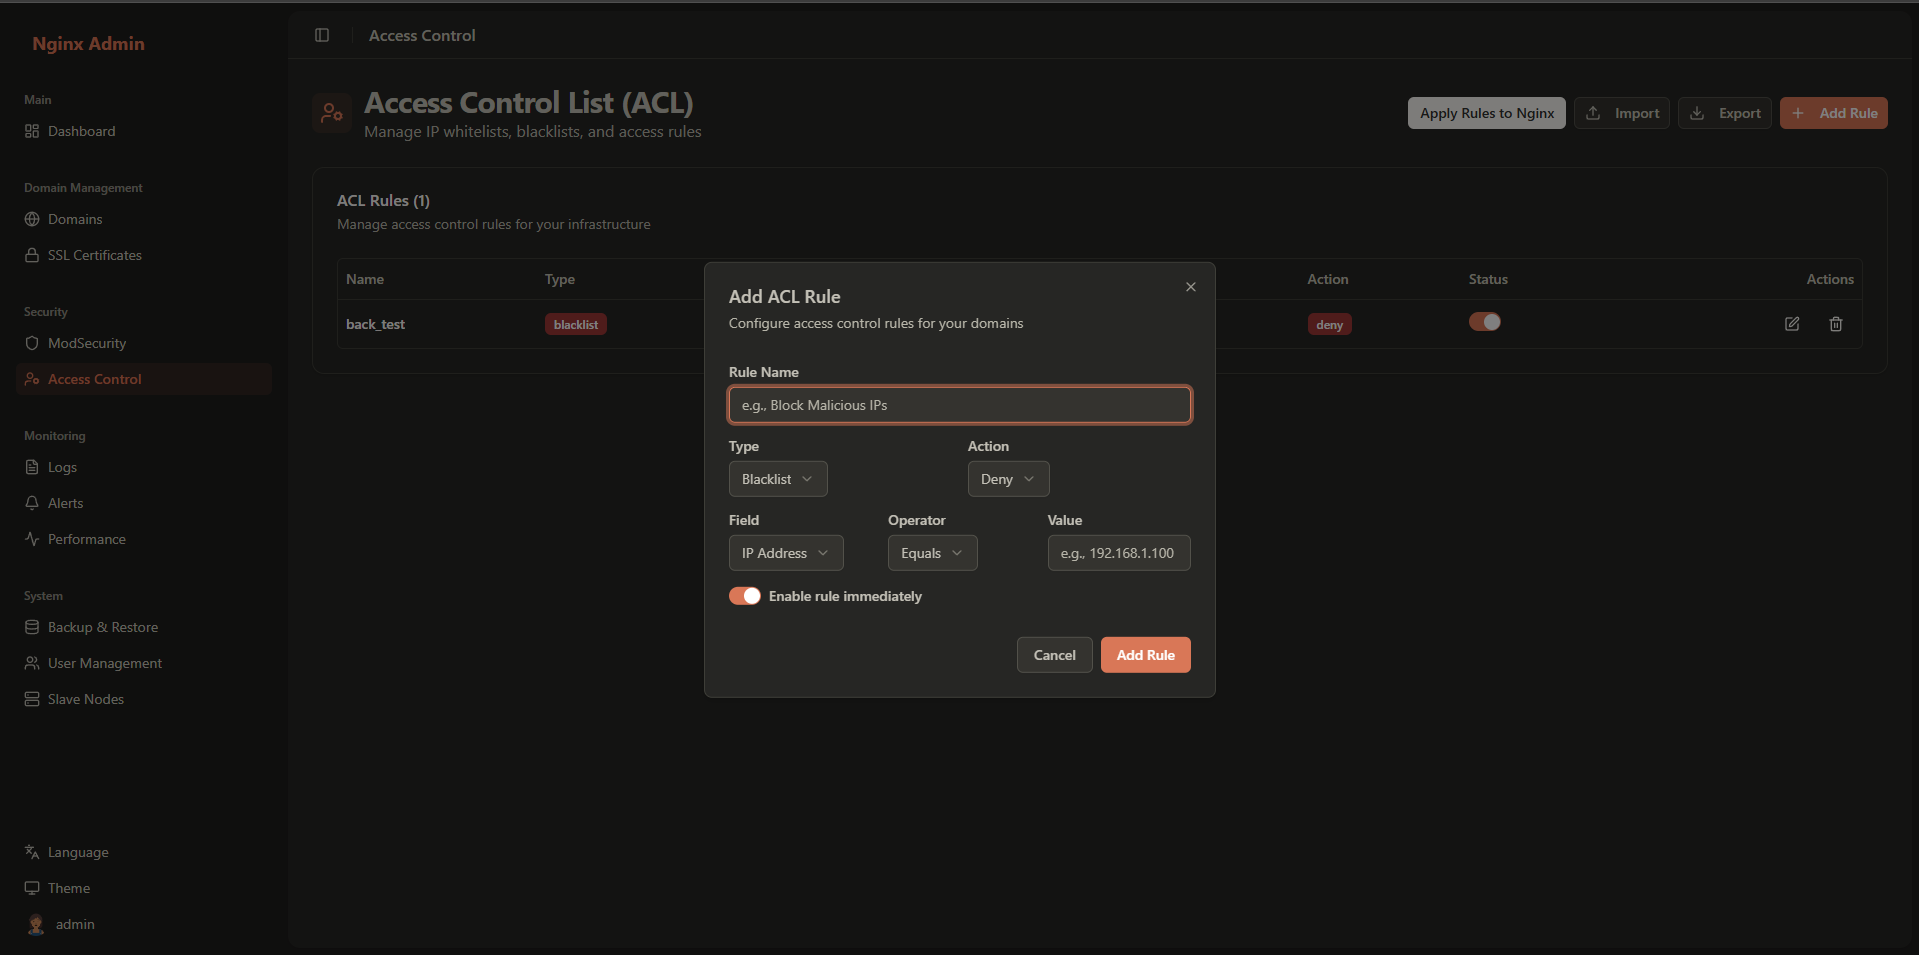 Nginx Admin
Main
Dashboard
Domain Management
Domains
SSL Certificates
Security
ModSecurity
Access Control
Monitoring
Logs
Alerts
Performance
System
Backup & Restore
User Management
Slave Nodes
Language
Theme
admin
Access Control
Access Control List (ACL)
Manage IP whitelists, blacklists, and access rules
Apply Rules to Nginx
Import
Export
Add Rule
ACL Rules (1)
Manage access control rules for your infrastructure
Name Type Action Status Actions
back_test blacklist deny
Add ACL Rule
Configure access control rules for your domains
Rule Name
e.g., Block Malicious IPs
Type Action
Blacklist Deny
Field Operator Value
IP Address Equals e.g., 192.168.1.100
Enable rule immediately
Cancel Add Rule